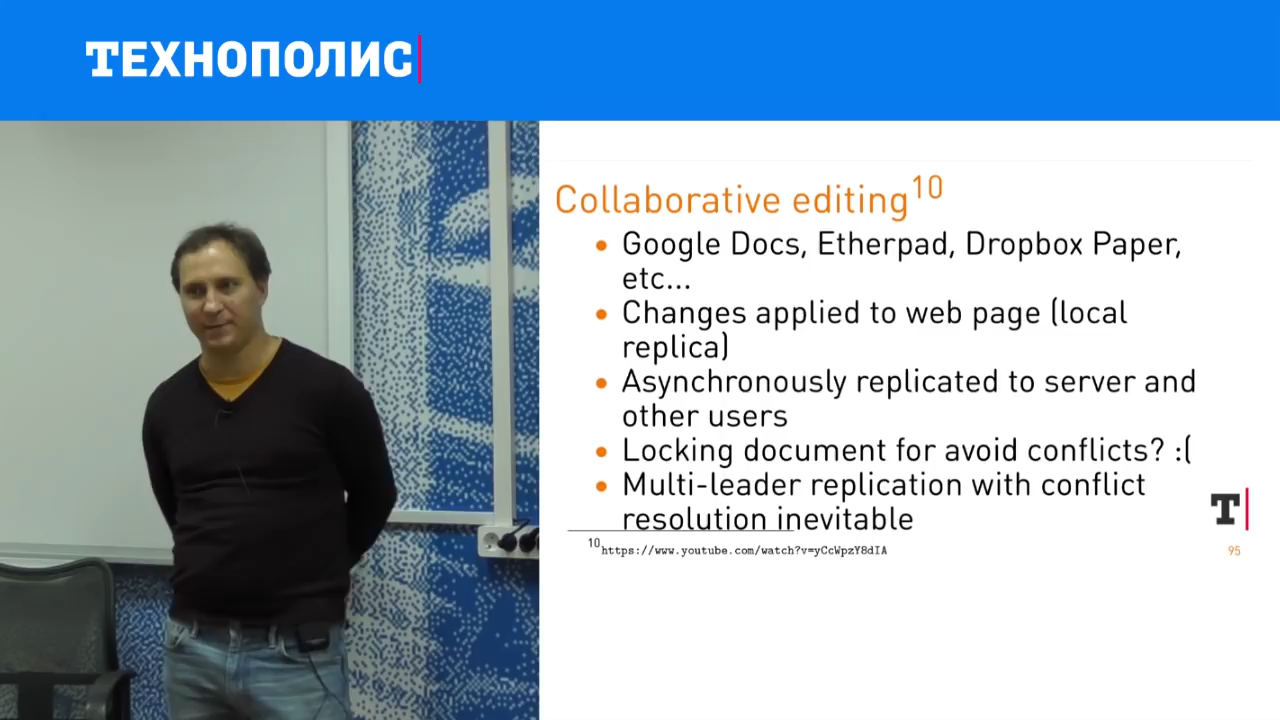 ТЕХНОПОЛИС
Collaborative editing10
• Google Docs, Etherpad, Dropbox Paper,
etc...
• Changes applied to web page (local
replica)
• Asynchronously replicated to server and
other users
• Locking document for avoid conflicts? :(
• Multi-leader replication with conflict
resolution inevitable
10https://www.youtube.com/watch?v=yCcWpzY8dIA
T
95